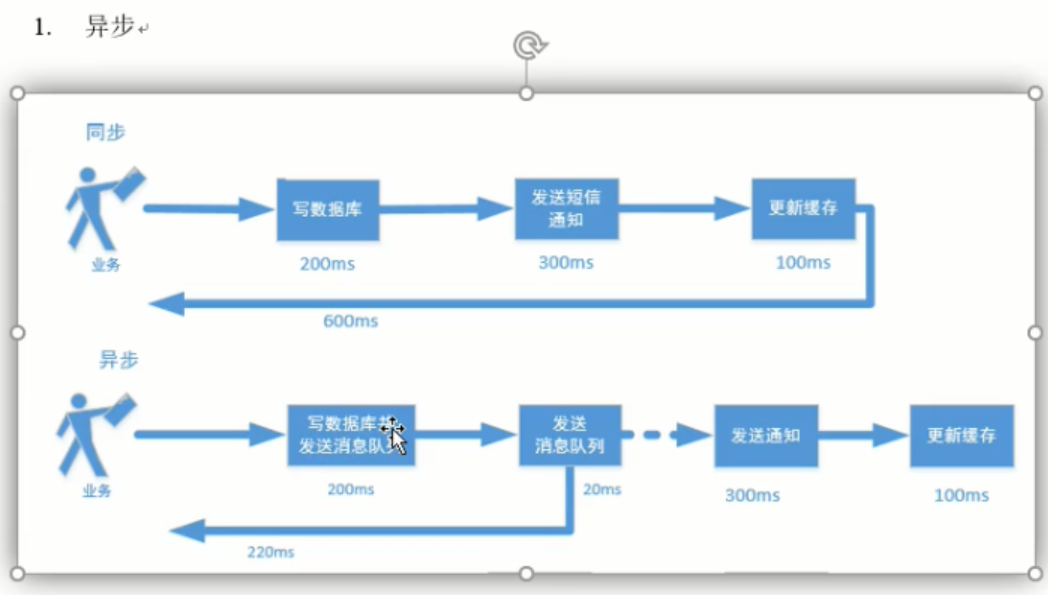 1. 异步
同步
写数据库
发送短信
通知
更新缓存
业务
200ms
300ms
100ms
600ms
异步
写数据库
发送消息队列
发送
消息队列
发送通知
更新缓存
业务
200ms
20ms
300ms
100ms
220ms